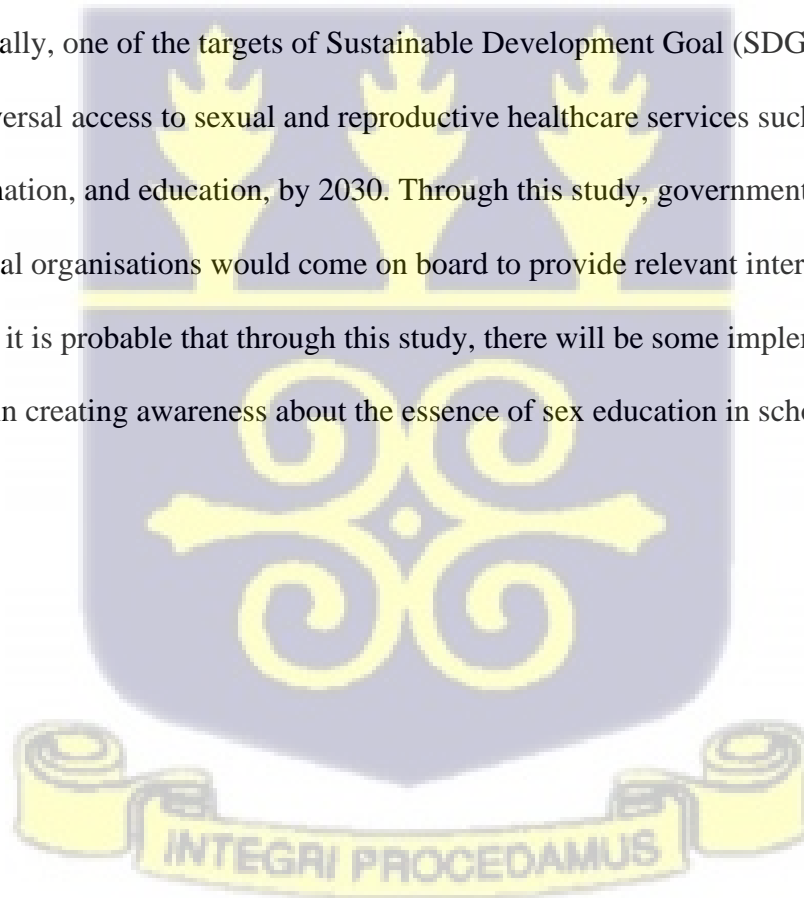 ally, one of the targets of Sustainable Development Goal (SDG
versal access to sexual and reproductive healthcare services such
nation, and education, by 2030. Through this study, government
al organisations would come on board to provide relevant inter
it is probable that through this study, there will be some implem
n creating awareness about the essence of sex education in scho
INTEGRI PROCEDAMUS